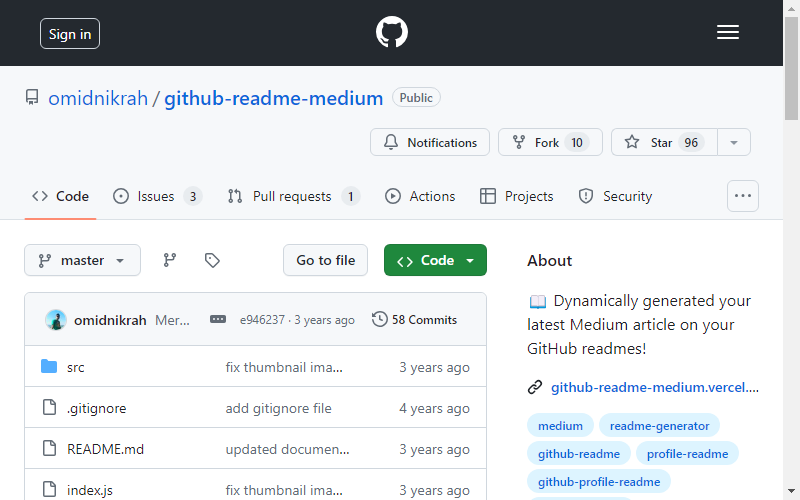 Sign in
omidnikrah / github-readme-medium Public
Notifications Fork 10 Star 96
Code Issues 3 Pull requests 1 Actions Projects Security
master Go to file Code
omidnikrah Mer... e946237 · 3 years ago 58 Commits
src fix thumbnail ima... 3 years ago
.gitignore add gitignore file 4 years ago
README.md updated documen... 3 years ago
index.js fix thumbnail ima... 3 years ago
About
📖 Dynamically generated your
latest Medium article on your
GitHub readmes!
github-readme-medium.vercel....
medium readme-generator
github-readme profile-readme
github-profile-readme